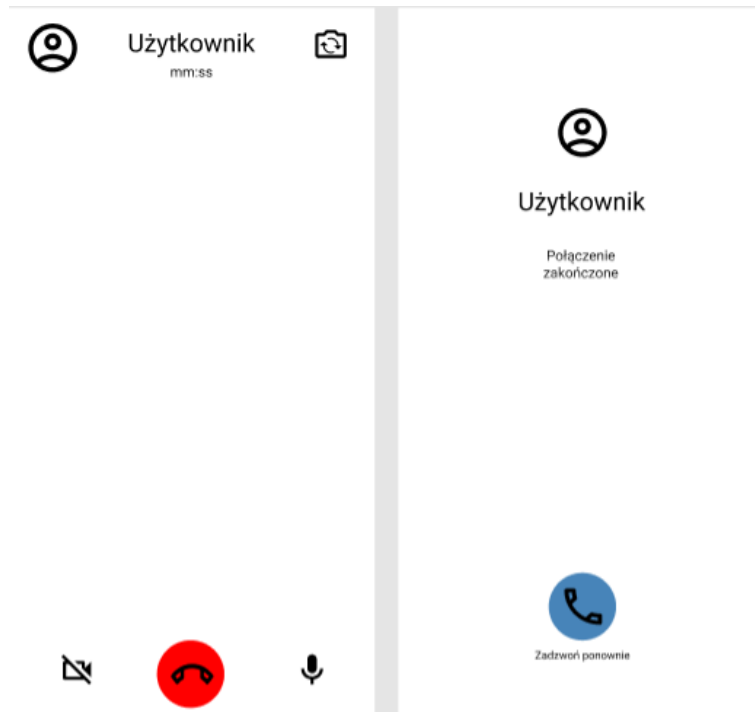 Użytkownik
mm:ss
Użytkownik
Połączenie
zakończone
Zadzwoń ponownie